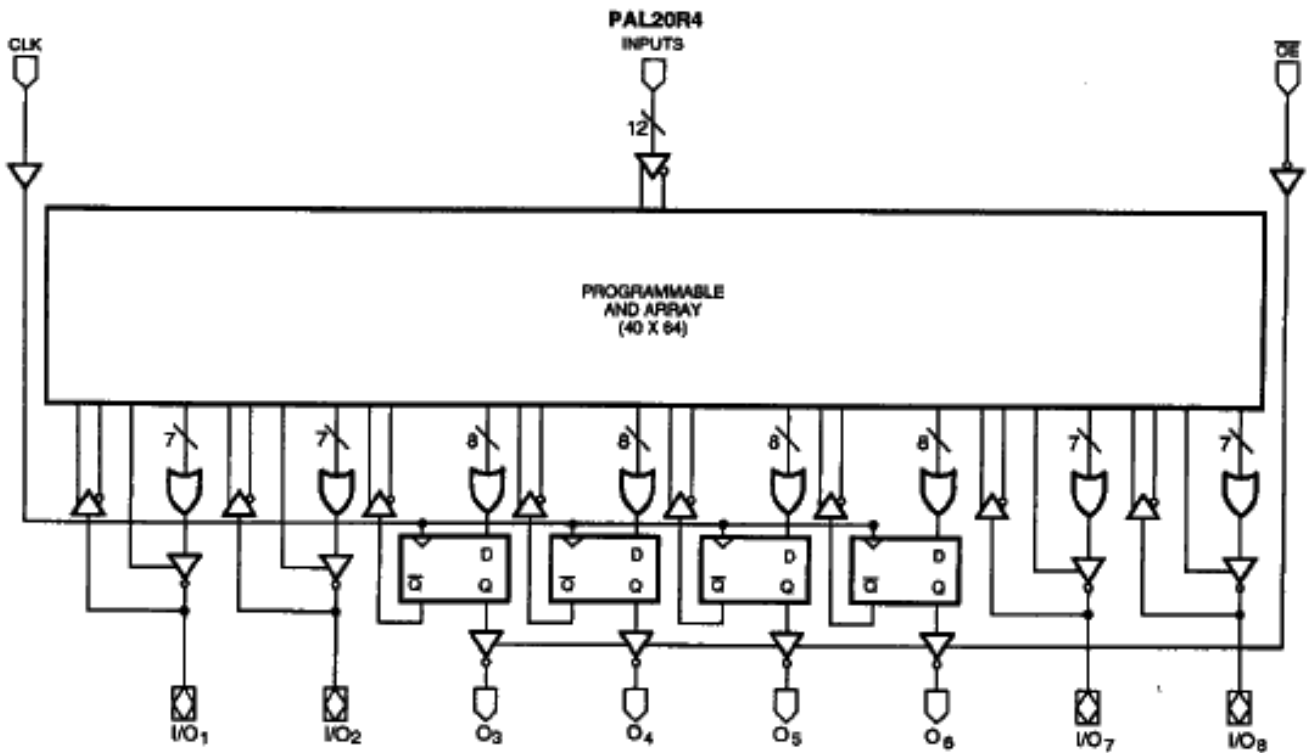 PAL20R4
CLK
INPUTS
O̅E̅
12
PROGRAMMABLE
AND ARRAY
(40 X 64)
7 7 8 8 8 8 7 7
D D D D
Q̅ Q Q̅ Q Q̅ Q Q̅ Q
I/O1 I/O2 O3 O4 O5 O6 I/O7 I/O8